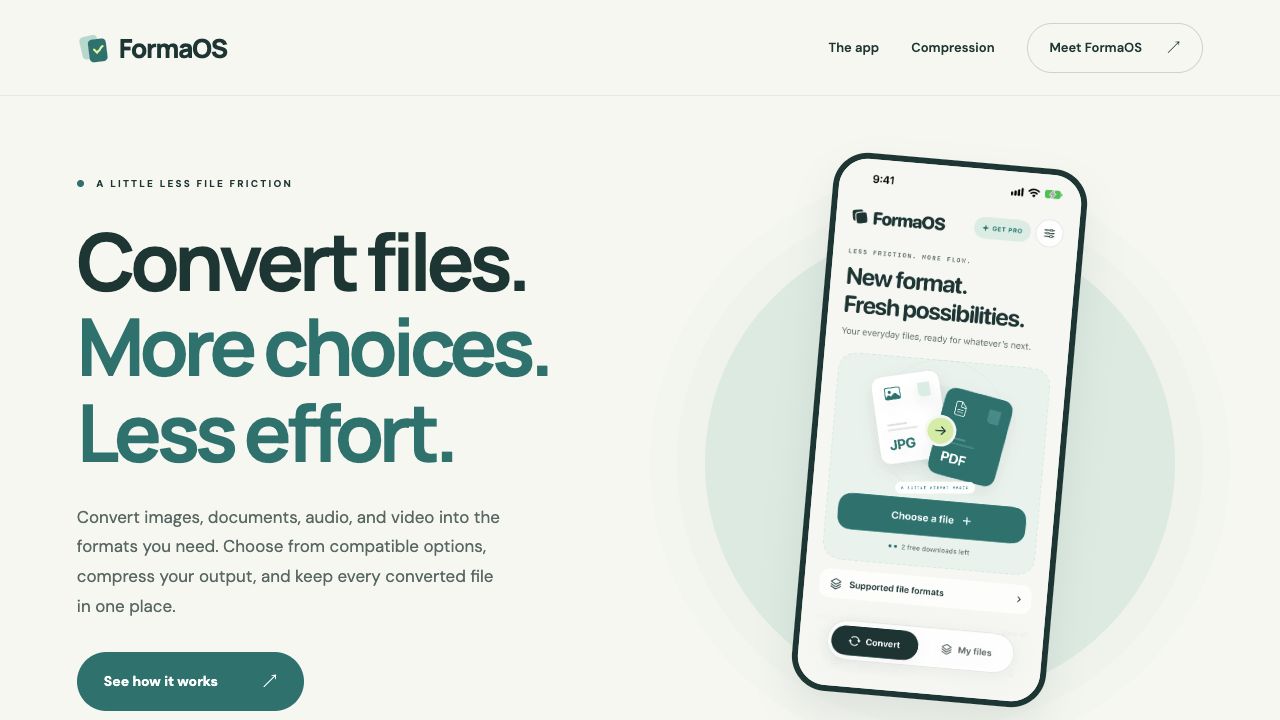 FormaOS
The app
Compression
Meet FormaOS
A LITTLE LESS FILE FRICTION
Convert files.
More choices.
Less effort.
Convert images, documents, audio, and video into the
formats you need. Choose from compatible options,
compress your output, and keep every converted file
in one place.
See how it works
9:41
FormaOS
GET PRO
LESS FRICTION. MORE FLOW.
New format.
Fresh possibilities.
Your everyday files, ready for whatever's next.
JPG
PDF
Choose a file +
2 free downloads left
Supported file formats
Convert
My files